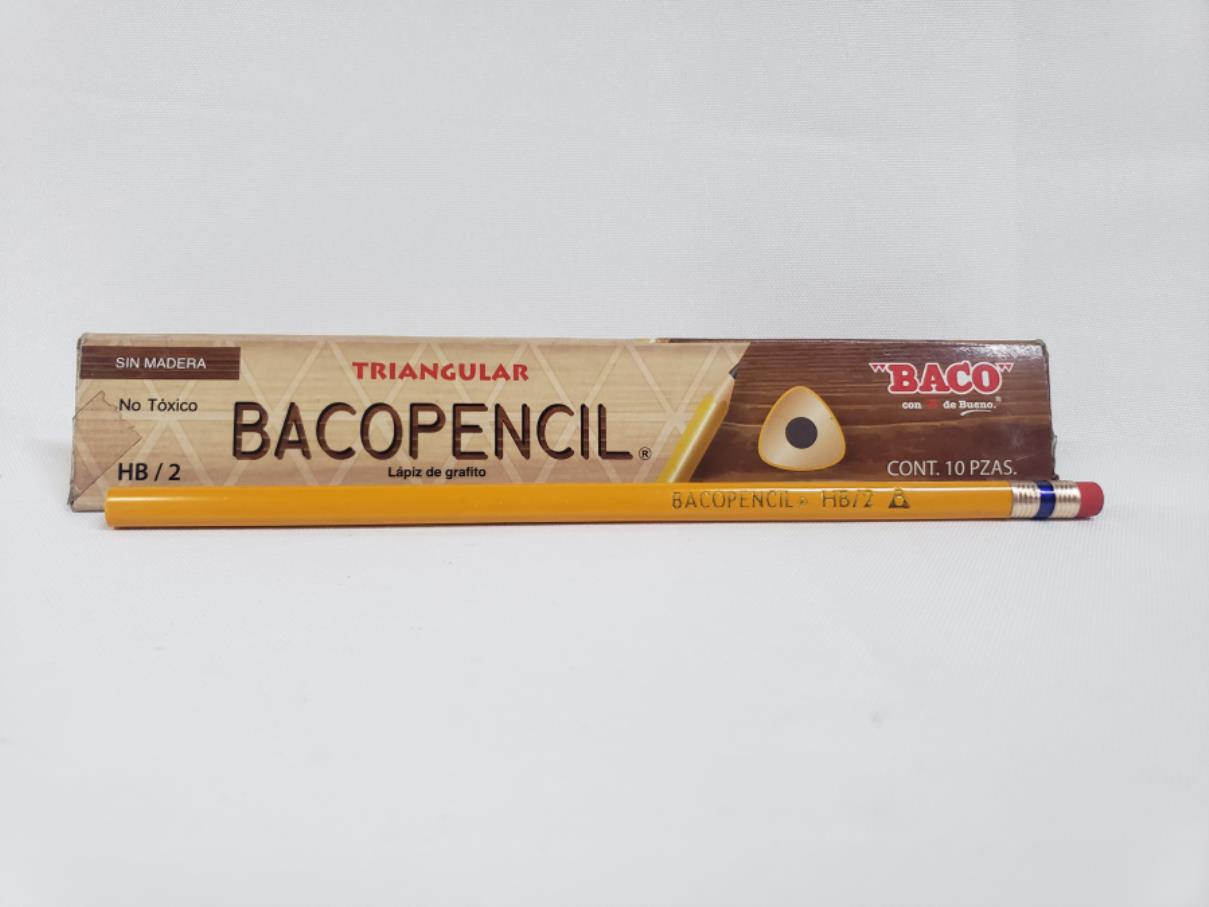 SIN MADERA
TRIANGULAR
"BACO"
con B de Bueno.®
No Tóxico
BACOPENCIL®
HB / 2
Lápiz de grafito
CONT. 10 PZAS.
BACOPENCIL® HB/2 B